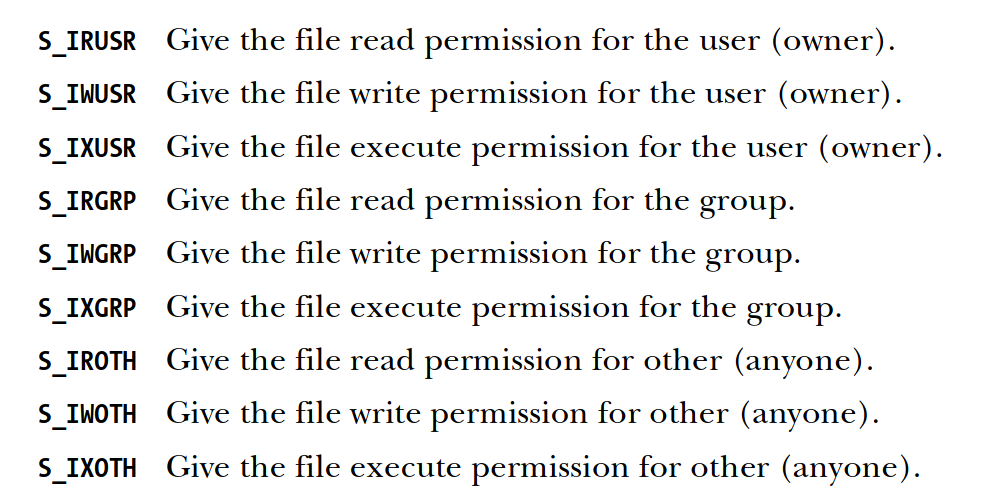 S_IRUSR Give the file read permission for the user (owner).
S_IWUSR Give the file write permission for the user (owner).
S_IXUSR Give the file execute permission for the user (owner).
S_IRGRP Give the file read permission for the group.
S_IWGRP Give the file write permission for the group.
S_IXGRP Give the file execute permission for the group.
S_IROTH Give the file read permission for other (anyone).
S_IWOTH Give the file write permission for other (anyone).
S_IXOTH Give the file execute permission for other (anyone).